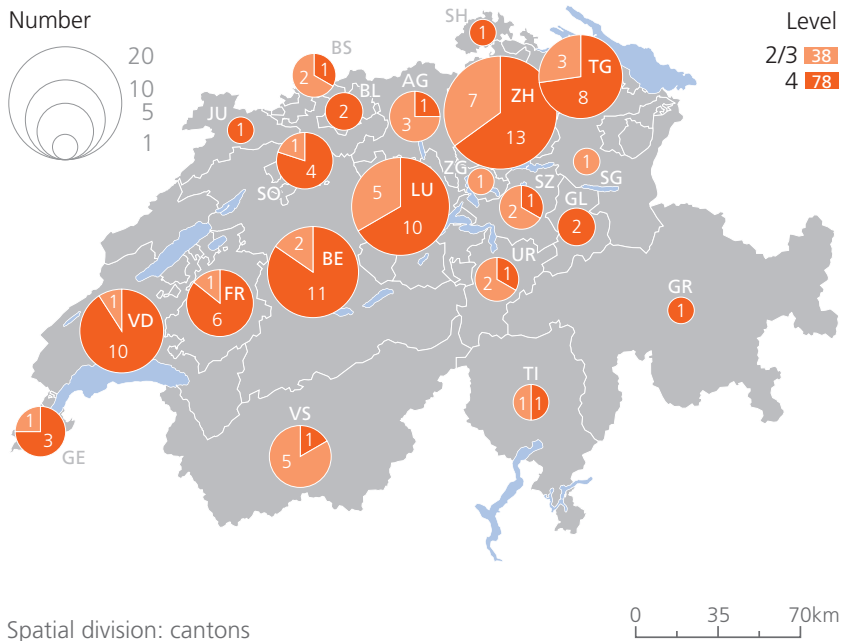 Number
20
10
5
1
Level
2/3 38
4 78
SH
1
BS
1
2
BL
2
AG
1
3
ZH
7
13
TG
3
8
JU
1
SO
1
4
LU
5
10
ZG
1
SZ
1
2
SG
1
GL
2
BE
2
11
UR
1
2
FR
1
6
VD
1
10
GR
1
TI
1 1
VS
1
5
GE
1
3
Spatial division: cantons
0 35 70km